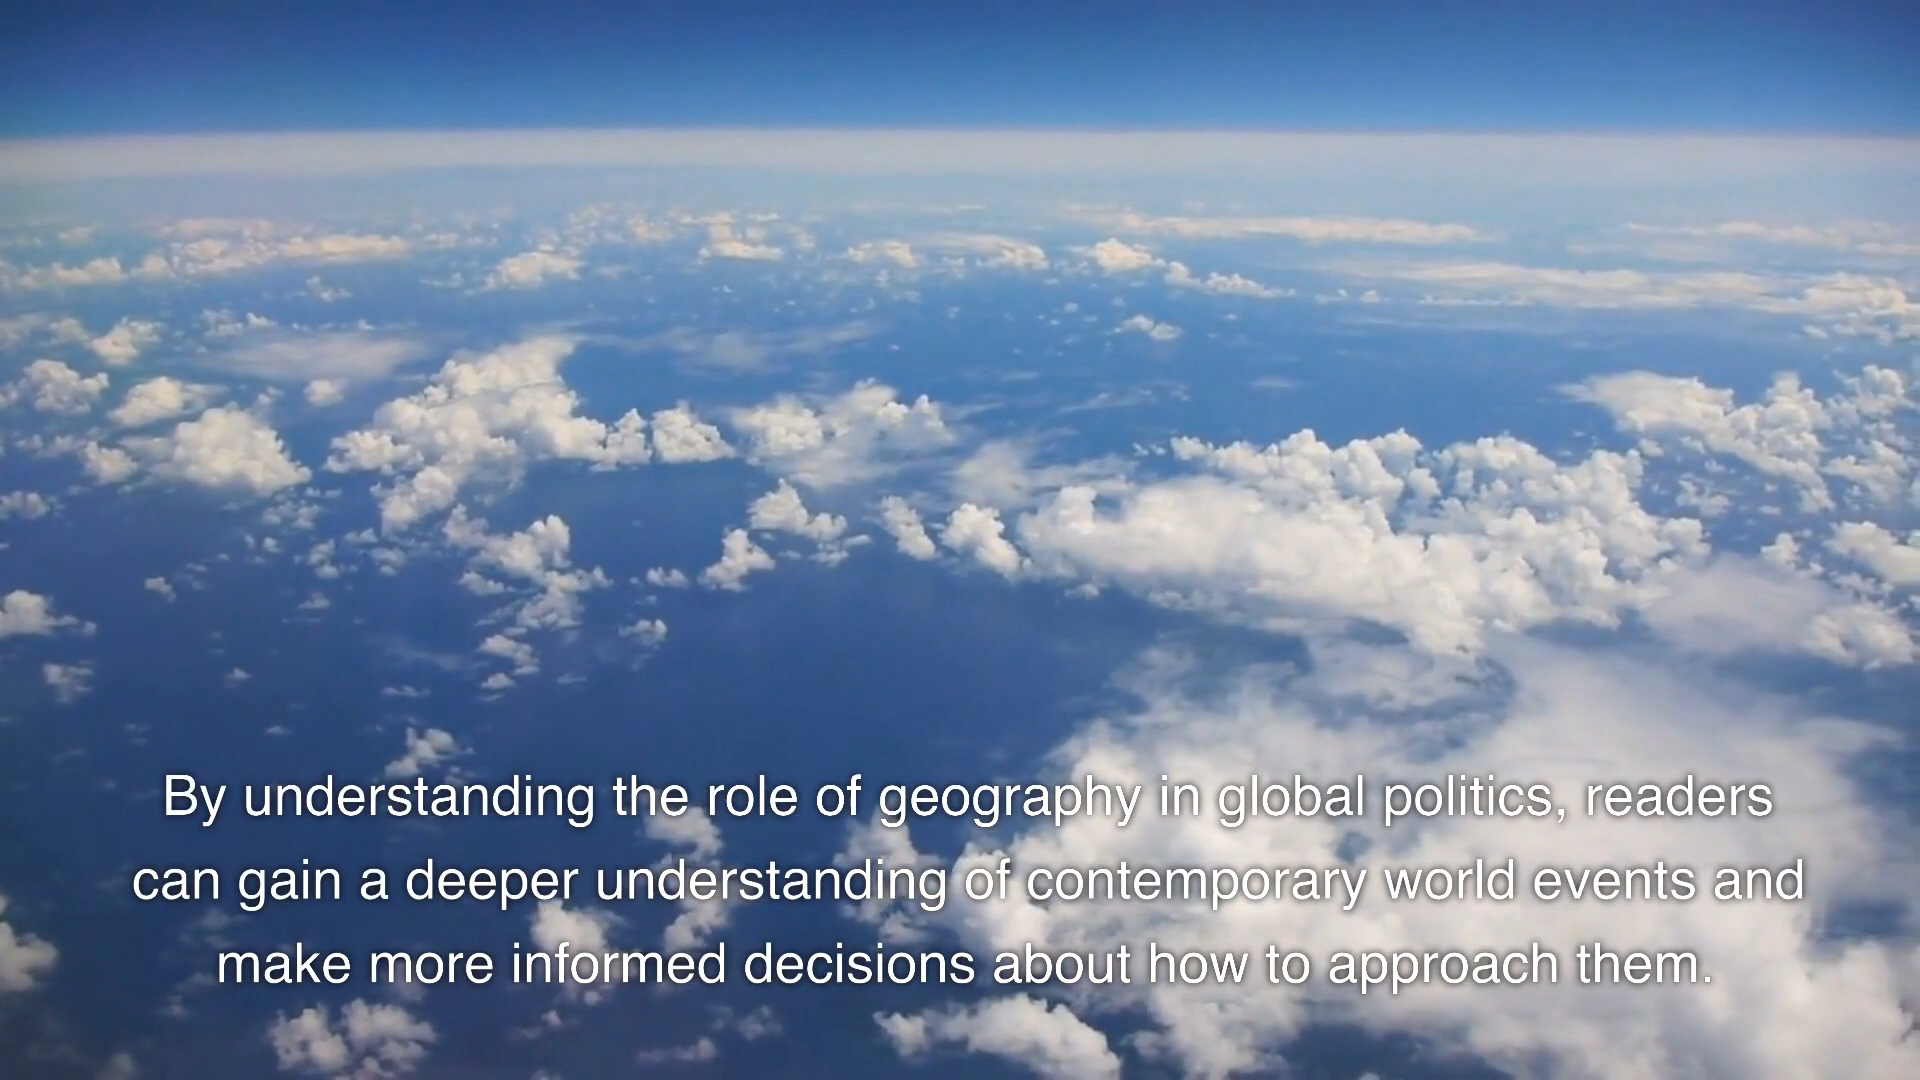 By understanding the role of geography in global politics, readers
can gain a deeper understanding of contemporary world events and
make more informed decisions about how to approach them.